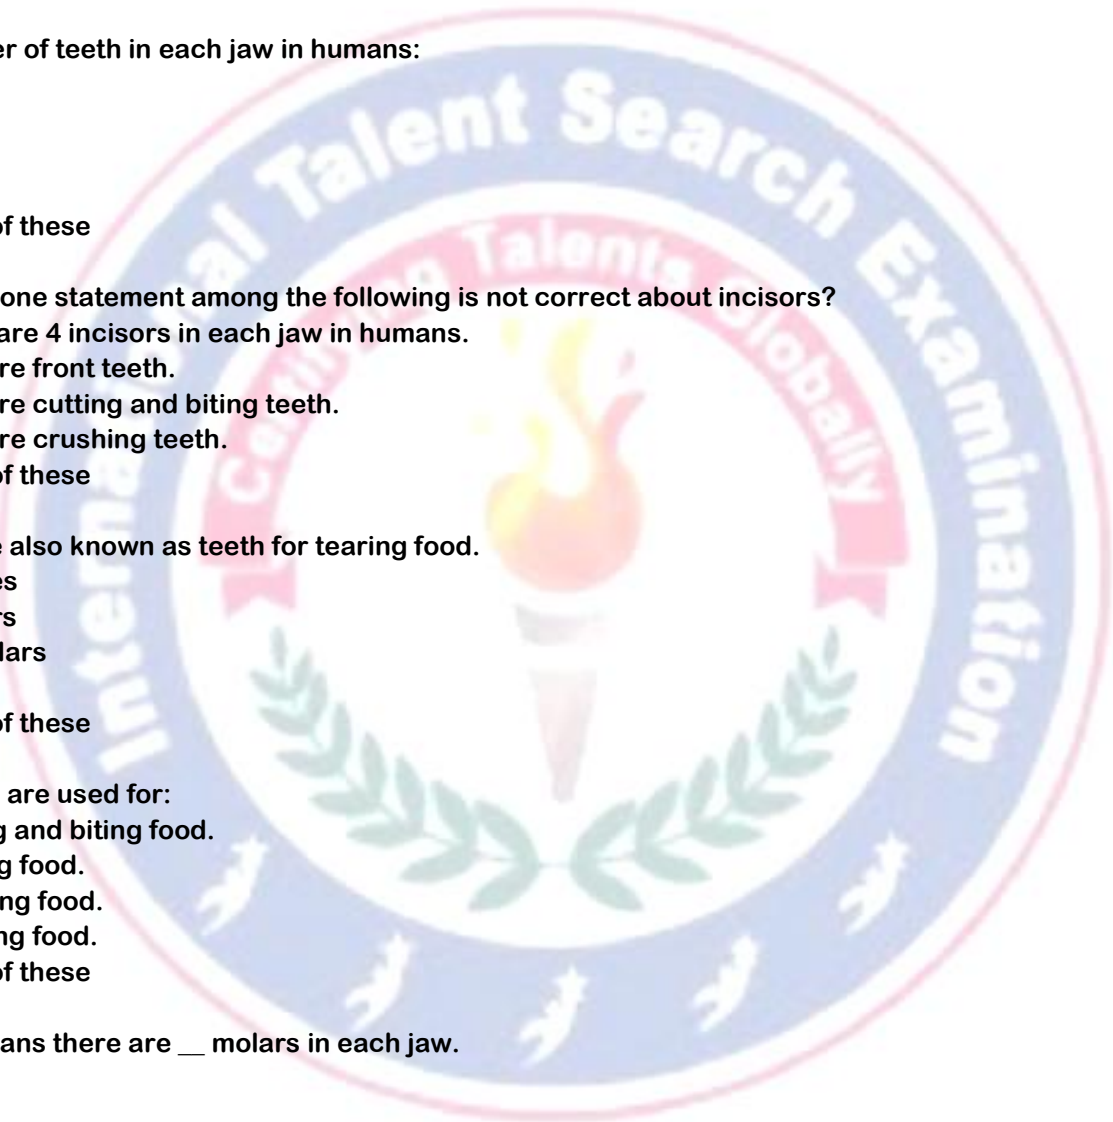 er of teeth in each jaw in humans:
of these
one statement among the following is not correct about incisors?
are 4 incisors in each jaw in humans.
re front teeth.
re cutting and biting teeth.
re crushing teeth.
of these
e also known as teeth for tearing food.
es
rs
lars
of these
are used for:
g and biting food.
g food.
ng food.
ng food.
of these
ans there are __ molars in each jaw.
International Talent Search Examination
Certifying Talents Globally